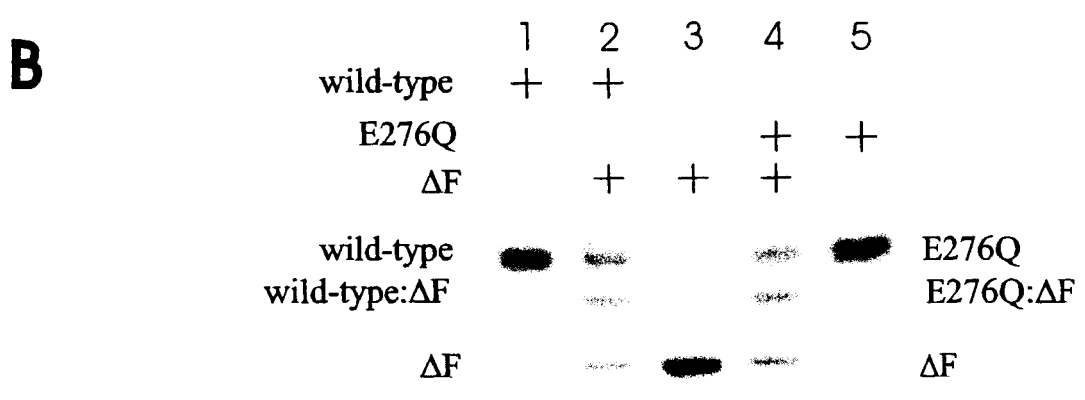 B
1 2 3 4 5
wild-type + +
E276Q + +
ΔF + + +
wild-type E276Q
wild-type:ΔF E276Q:ΔF
ΔF ΔF